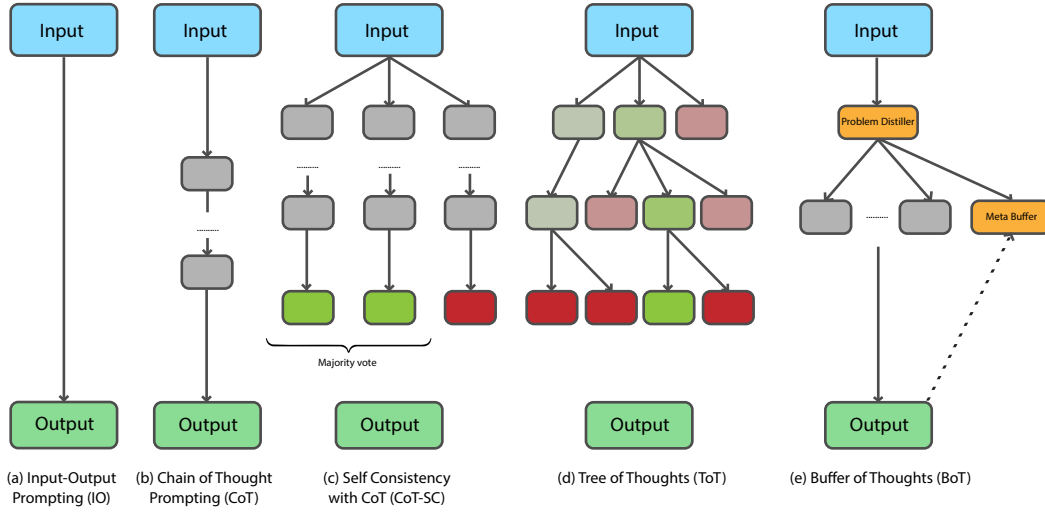 Input
Input
Input
Input
Input
Problem Distiller
..........
..........
..........
..........
..........
Meta Buffer
Majority vote
Output
Output
Output
Output
Output
(a) Input-Output
Prompting (IO)
(b) Chain of Thought
Prompting (CoT)
(c) Self Consistency
with CoT (CoT-SC)
(d) Tree of Thoughts (ToT)
(e) Buffer of Thoughts (BoT)